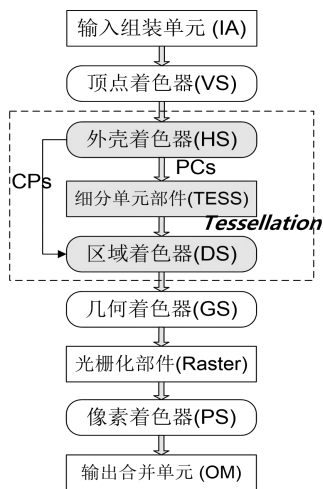 输入组装单元 (IA)
顶点着色器(VS)
外壳着色器(HS)
PCs
CPs
细分单元部件(TESS)
Tessellation
区域着色器(DS)
几何着色器(GS)
光栅化部件(Raster)
像素着色器(PS)
输出合并单元 (OM)